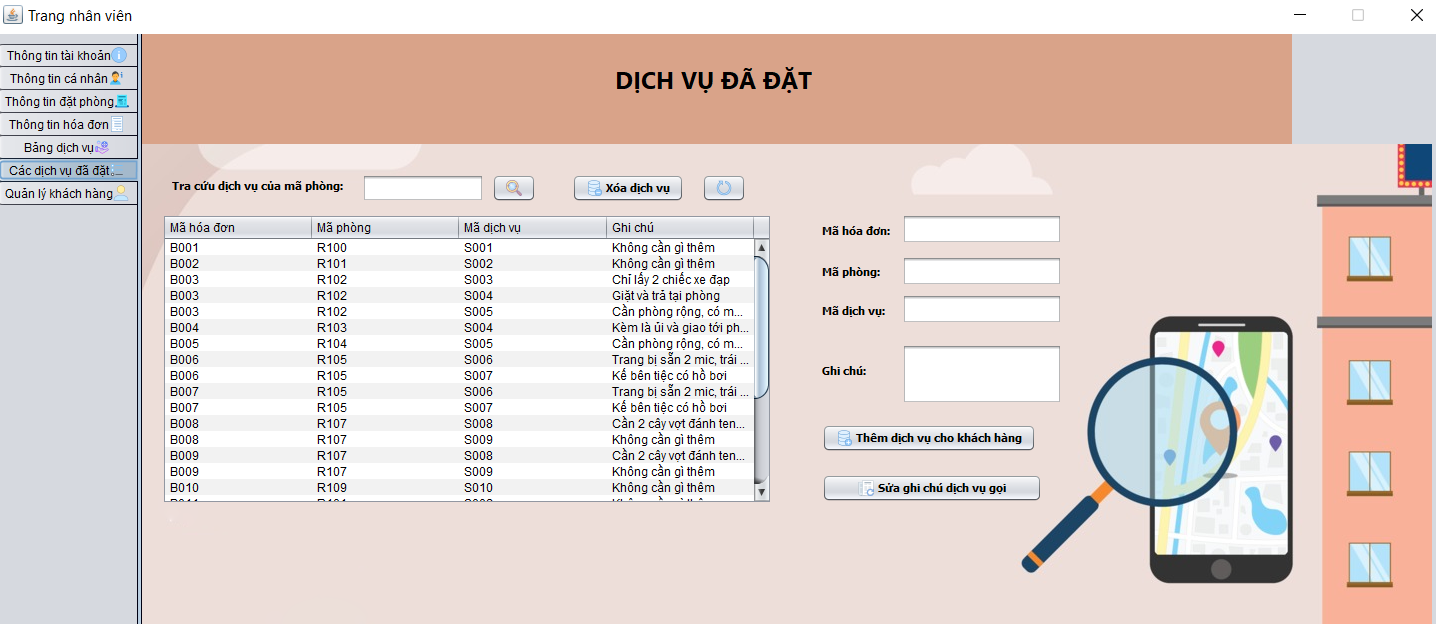 Trang nhân viên
Thông tin tài khoản
Thông tin cá nhân
Thông tin đặt phòng
Thông tin hóa đơn
Bảng dịch vụ
Các dịch vụ đã đặt
Quản lý khách hàng
DỊCH VỤ ĐÃ ĐẶT
Tra cứu dịch vụ của mã phòng:
Xóa dịch vụ
Mã hóa đơn Mã phòng Mã dịch vụ Ghi chú
B001 R100 S001 Không cần gì thêm
B002 R101 S002 Không cần gì thêm
B003 R102 S003 Chỉ lấy 2 chiếc xe đạp
B003 R102 S004 Giặt và trả tại phòng
B003 R102 S005 Cần phòng rộng, có m...
B004 R103 S004 Kèm là ủi và giao tới ph...
B005 R104 S005 Cần phòng rộng, có m...
B006 R105 S006 Trang bị sẵn 2 mic, trái ...
B006 R105 S007 Kế bên tiệc có hồ bơi
B007 R105 S006 Trang bị sẵn 2 mic, trái ...
B007 R105 S007 Kế bên tiệc có hồ bơi
B008 R107 S008 Cần 2 cây vợt đánh ten...
B008 R107 S009 Không cần gì thêm
B009 R107 S008 Cần 2 cây vợt đánh ten...
B009 R107 S009 Không cần gì thêm
B010 R109 S010 Không cần gì thêm
Mã hóa đơn:
Mã phòng:
Mã dịch vụ:
Ghi chú:
Thêm dịch vụ cho khách hàng
Sửa ghi chú dịch vụ gọi